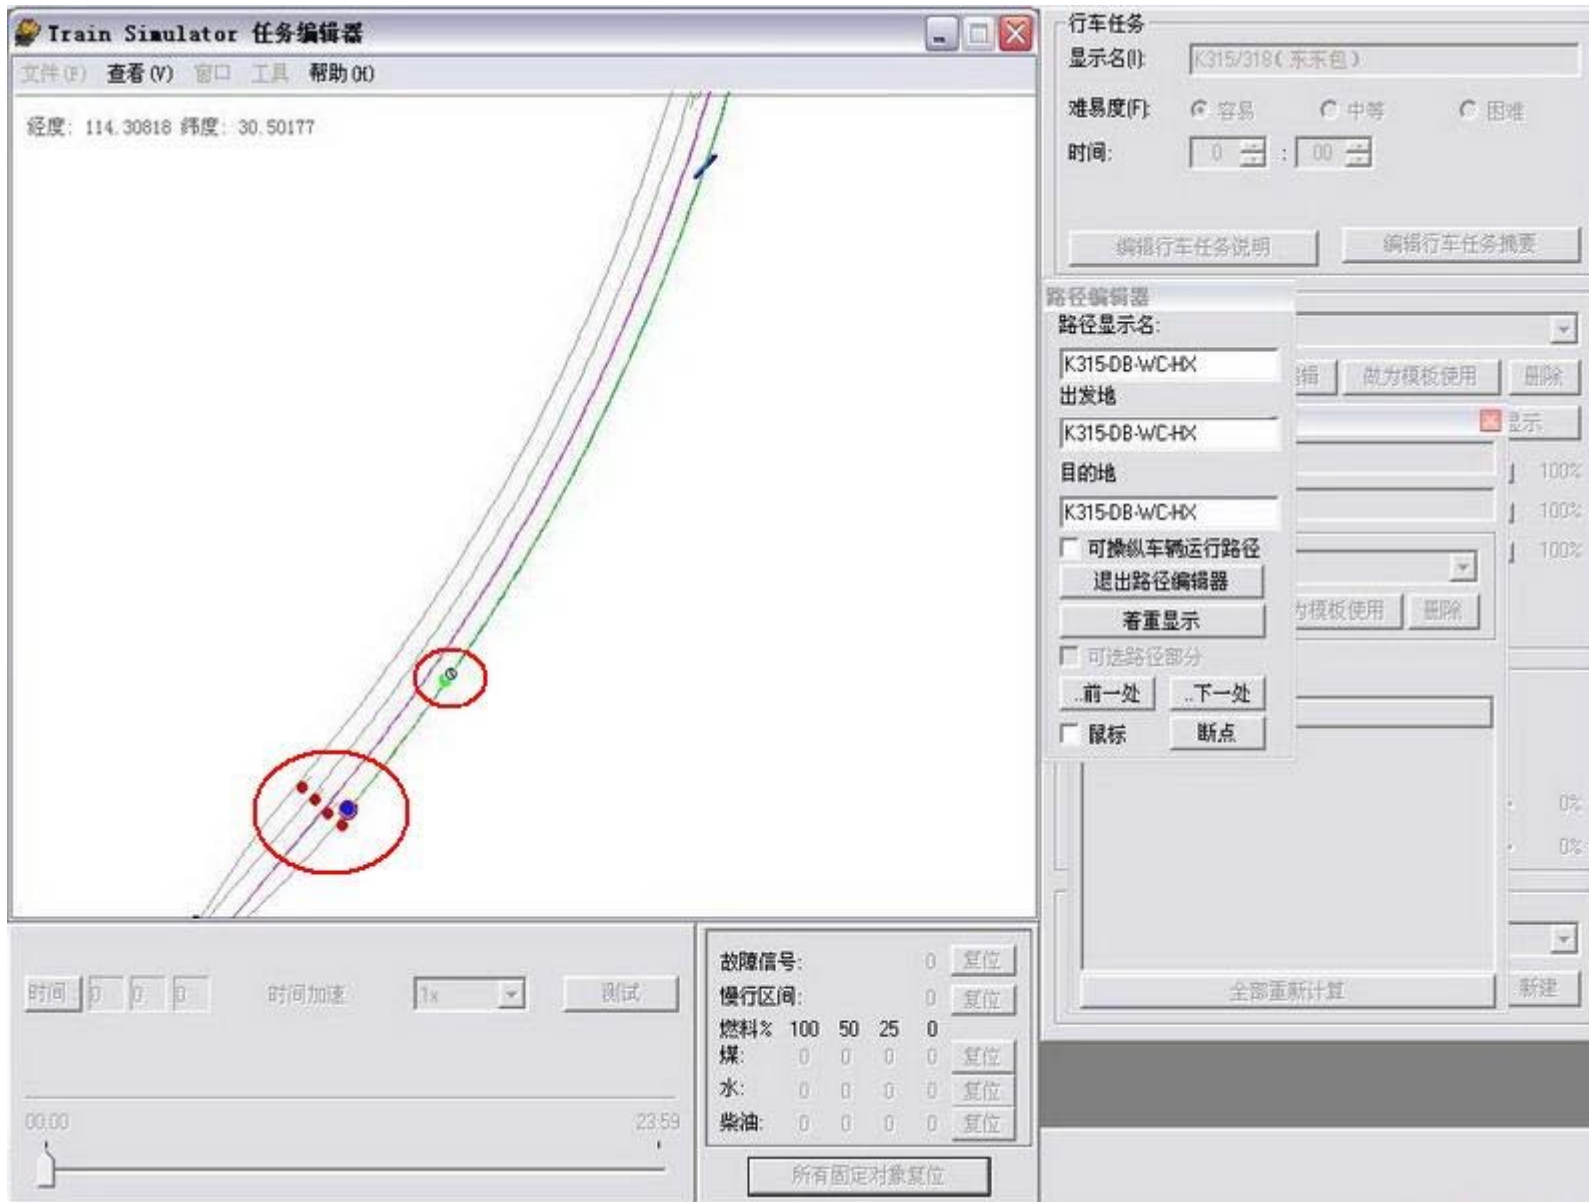 Train Simulator 任务编辑器
文件(F) 查看(V) 窗口 工具 帮助(H)
经度: 114.30818 纬度: 30.50177
行车任务
显示名(I): K315/318(东东包)
难易度(F): 容易 中等 困难
时间: 0 : 00
编辑行车任务说明 编辑行车任务摘要
路径编辑器
路径显示名:
K315-DB-WC-HX
辑 做为模板使用 删除
出发地
K315-DB-WC-HX
显示
目的地
100%
K315-DB-WC-HX
100%
可操纵车辆运行路径
100%
退出路径编辑器
着重显示
为模板使用 删除
可选路径部分
..前一处 ..下一处
鼠标 断点
0%
0%
全部重新计算 新建
时间 0 0 0 时间加速 1x 测试
00:00 23:59
故障信号: 0 复位
慢行区间: 0 复位
燃料% 100 50 25 0
煤: 0 0 0 0 复位
水: 0 0 0 0 复位
柴油: 0 0 0 0 复位
所有固定对象复位